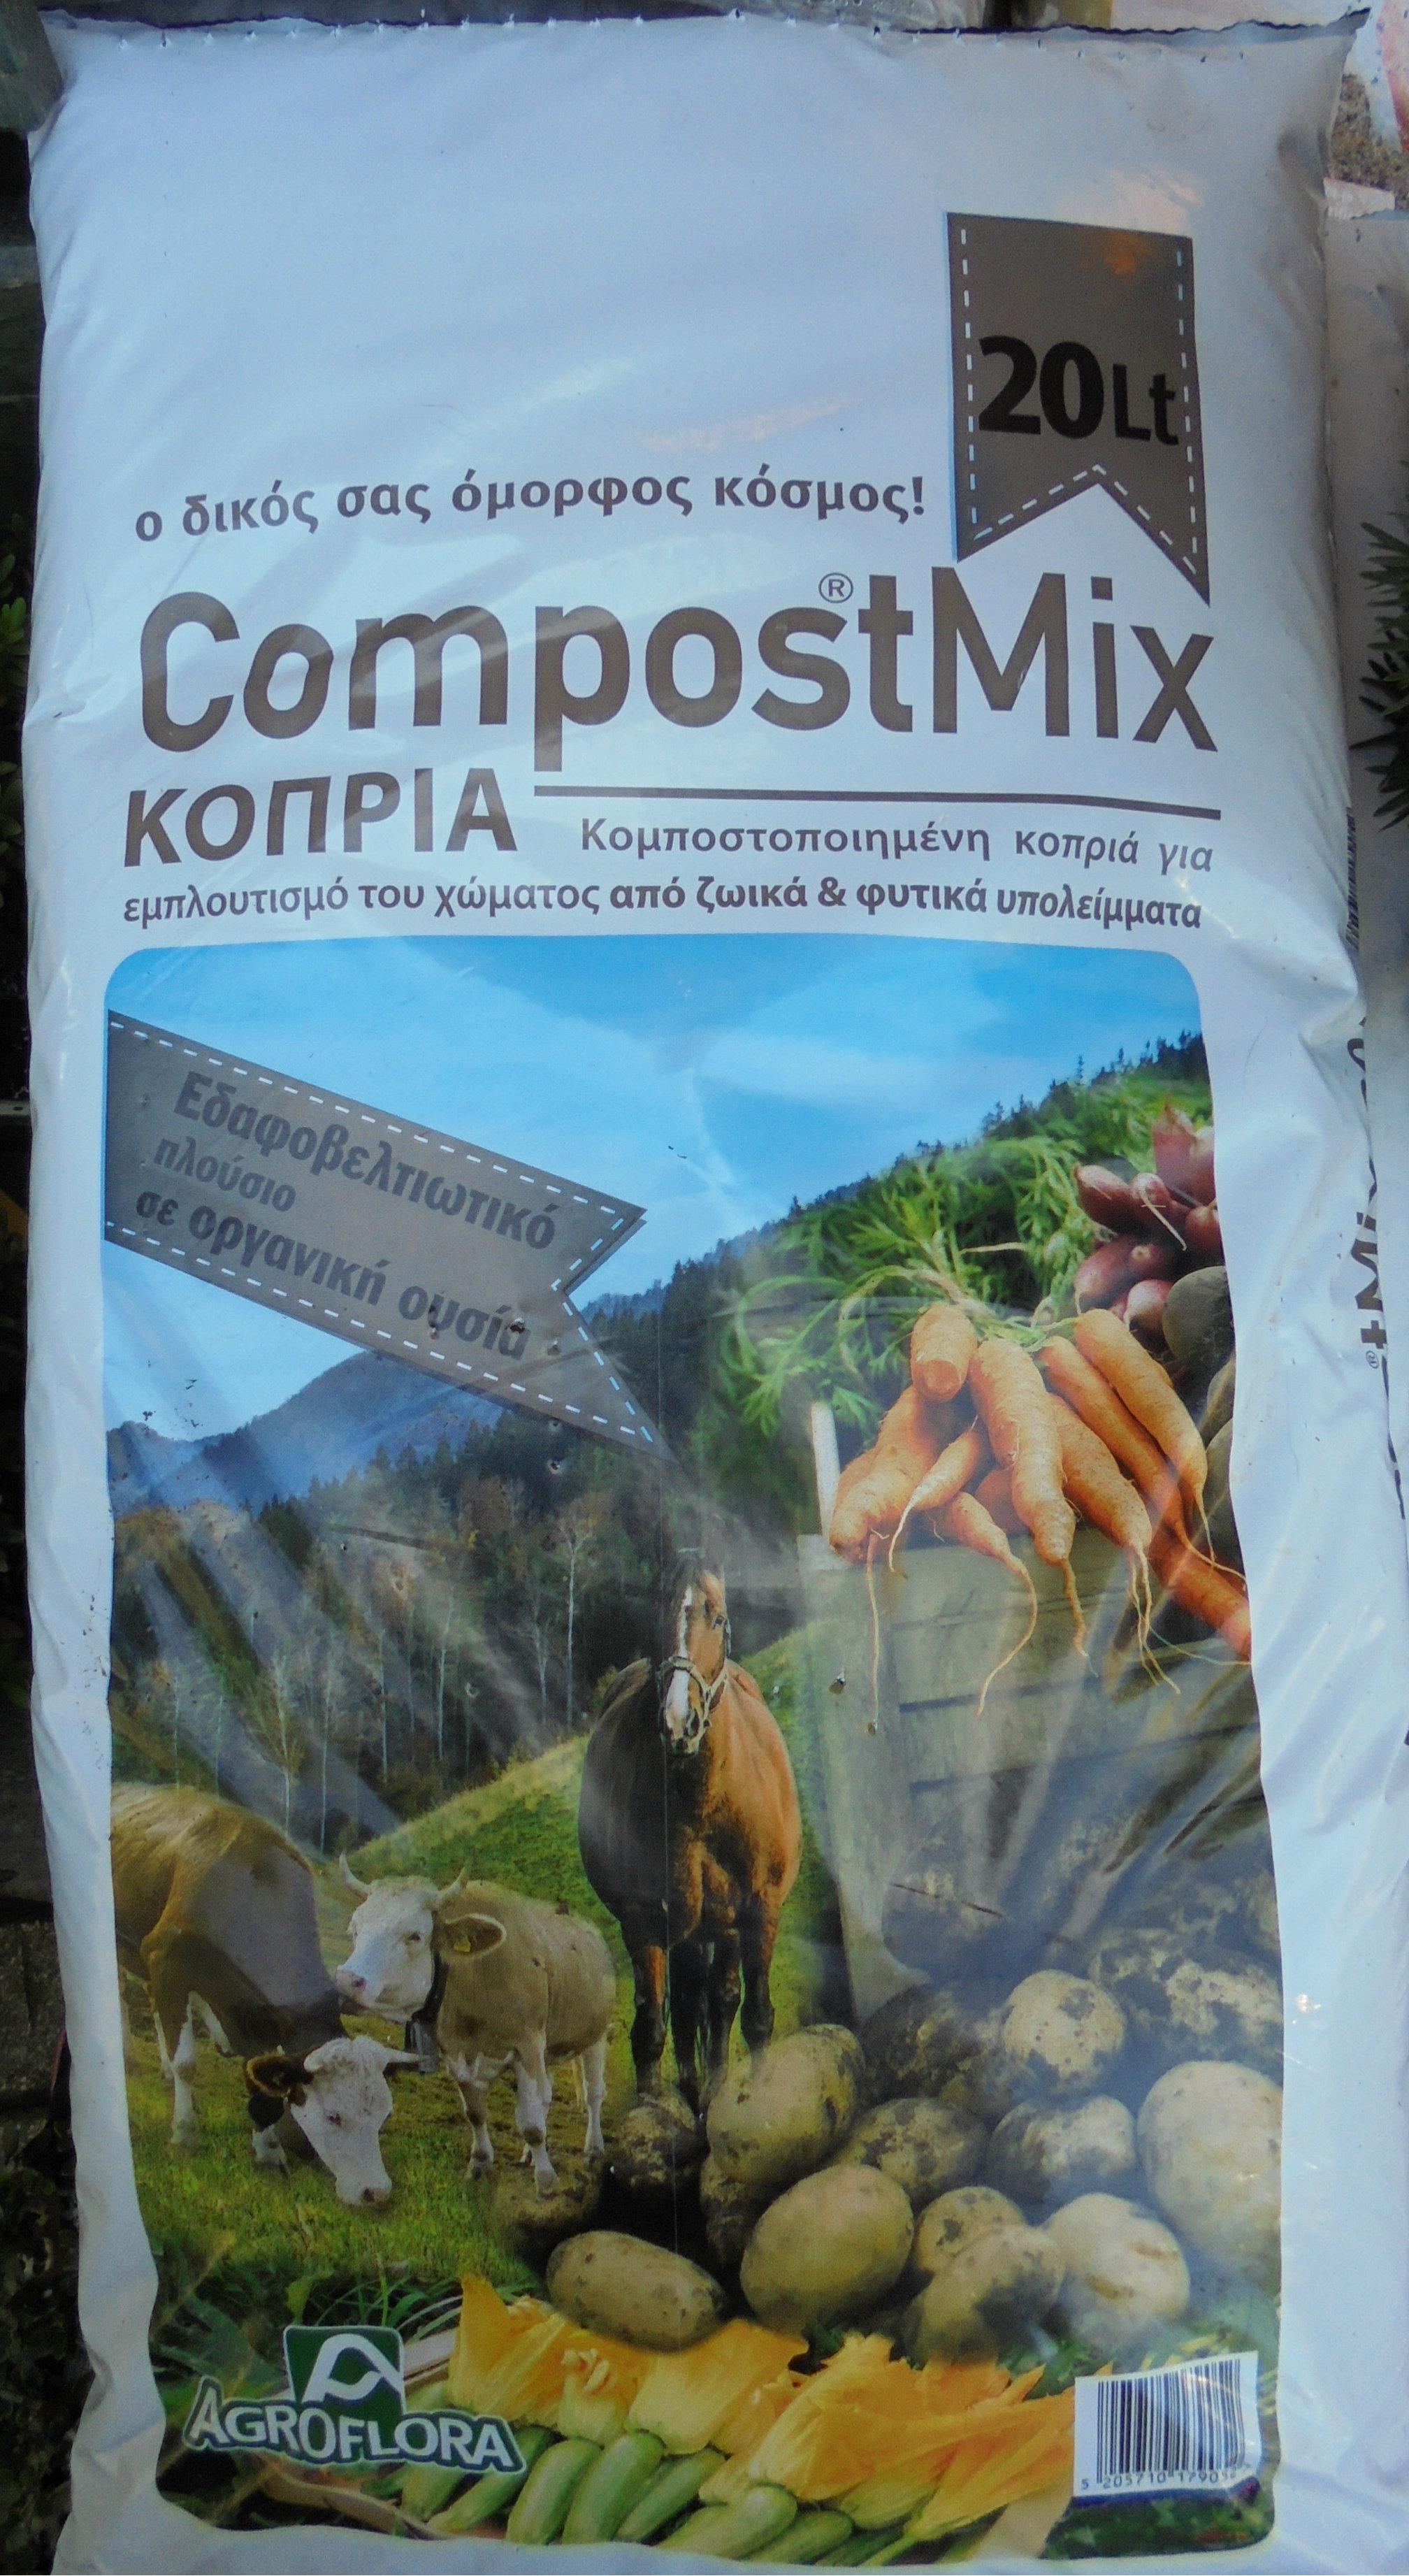 20Lt
ο δικός σας όμορφος κόσμος!
CompostMix®
ΚΟΠΡΙΑ
Κομποστοποιημένη κοπριά για
εμπλουτισμό του χώματος από ζωικά & φυτικά υπολείμματα
Εδαφοβελτιωτικό
πλούσιο
σε οργανική ουσία
AGROFLORA